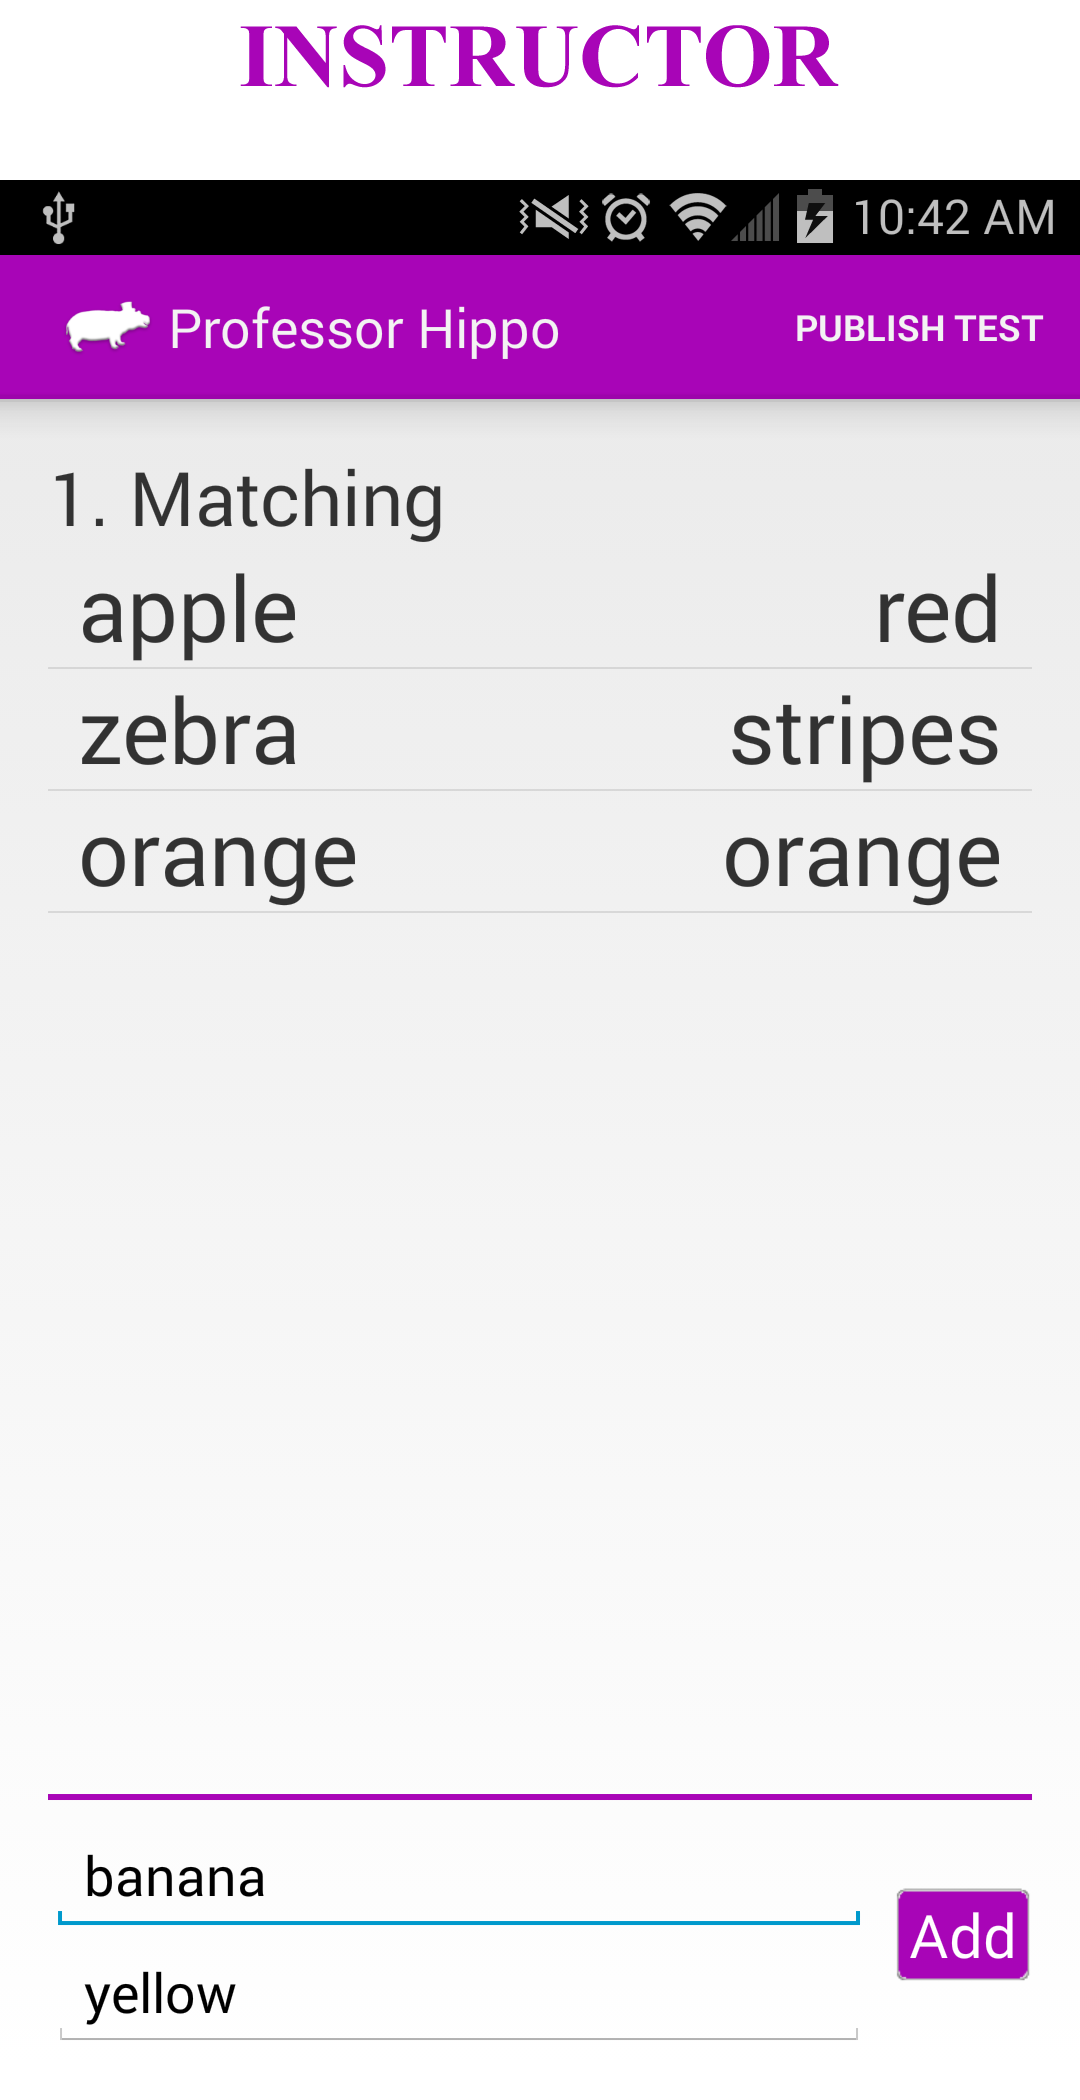 INSTRUCTOR
10:42 AM
Professor Hippo PUBLISH TEST
1. Matching
apple red
zebra stripes
orange orange
banana
Add
yellow